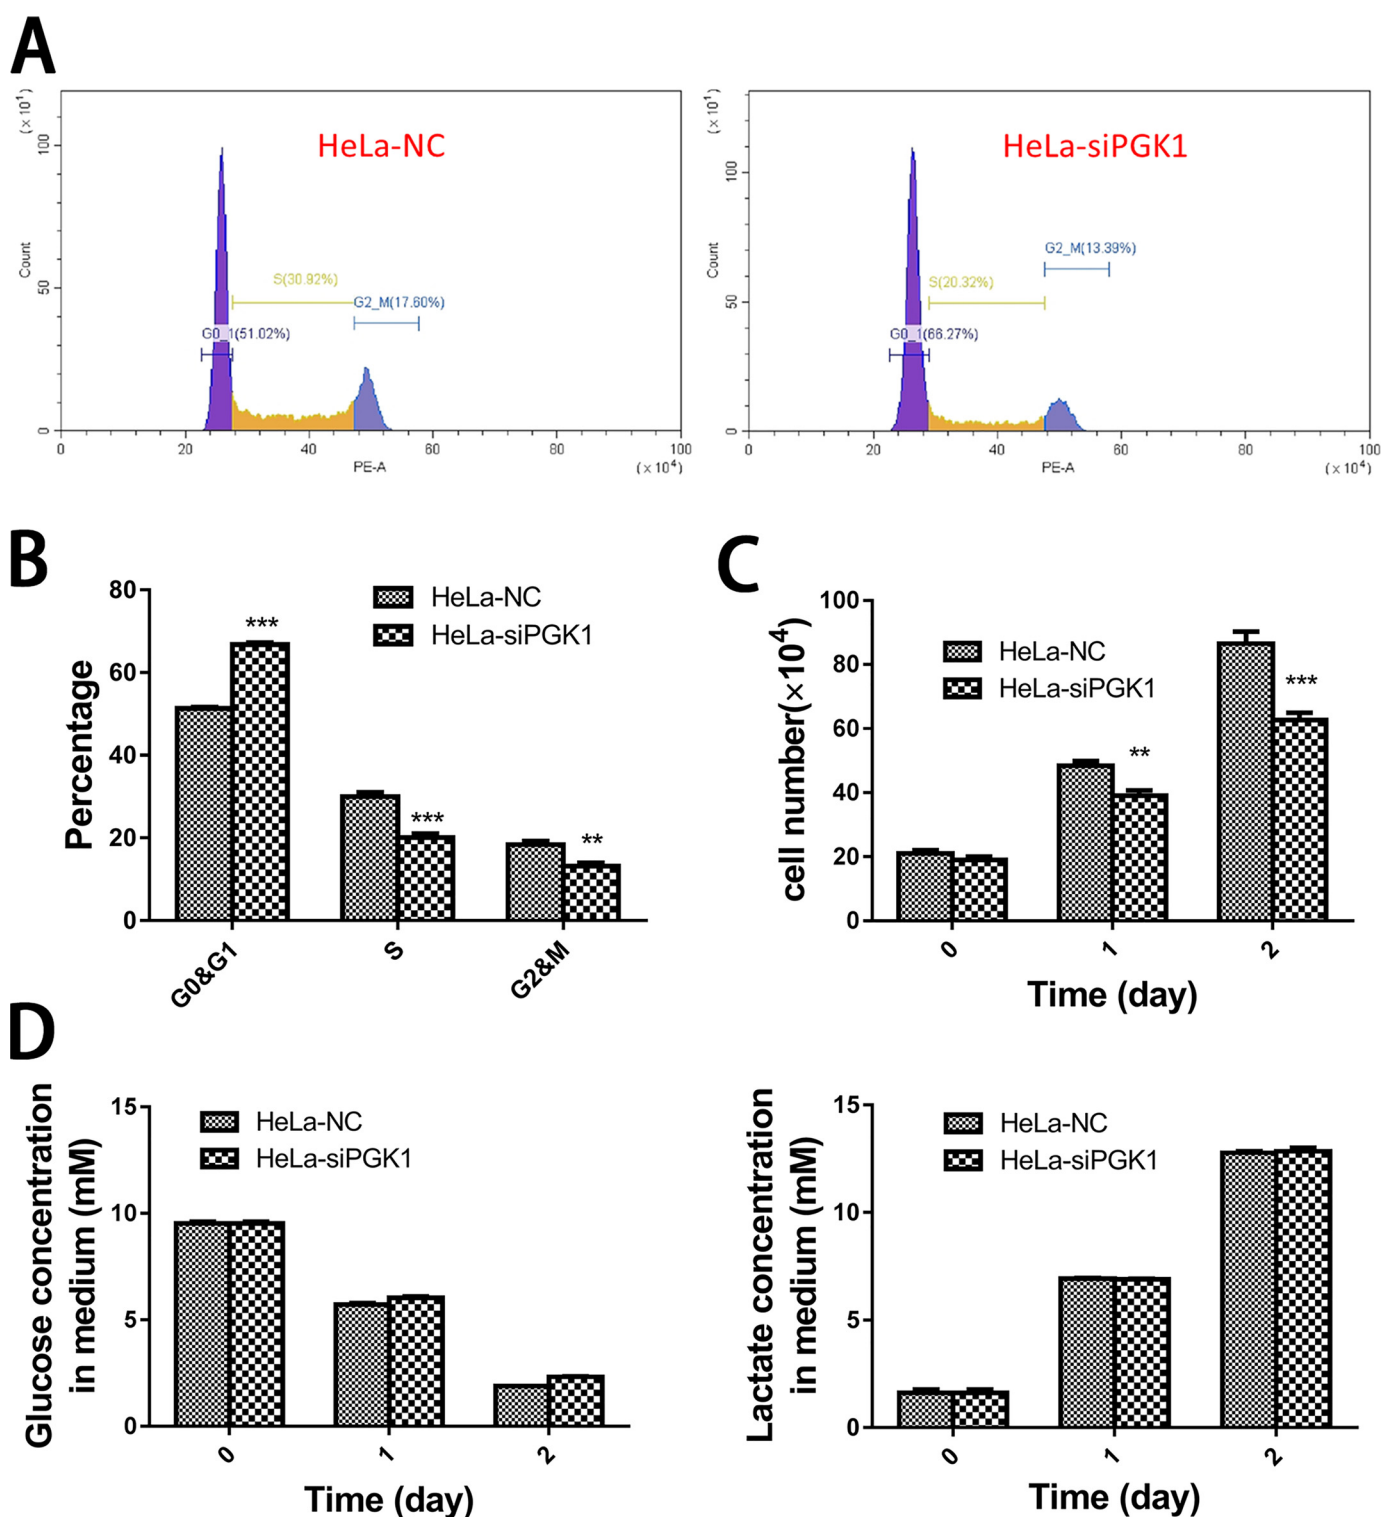 A
(×10¹)
100
50
0
Count
HeLa-NC
S(30.92%)
G2_M(17.60%)
G0_1(51.02%)
0 20 40 60 80 100
PE-A
(×10⁴)
(×10¹)
100
50
0
Count
HeLa-siPGK1
G2_M(13.39%)
S(20.32%)
G0_1(66.27%)
0 20 40 60 80 100
PE-A
(×10⁴)
B
Percentage
80
60
40
20
0
HeLa-NC
HeLa-siPGK1
***
***
**
G0&G1 S G2&M
C
cell number(×10⁴)
100
80
60
40
20
0
HeLa-NC
HeLa-siPGK1
**
***
0 1 2
Time (day)
D
Glucose concentration
in medium (mM)
15
10
5
0
HeLa-NC
HeLa-siPGK1
0 1 2
Time (day)
Lactate concentration
in medium (mM)
15
10
5
0
HeLa-NC
HeLa-siPGK1
0 1 2
Time (day)